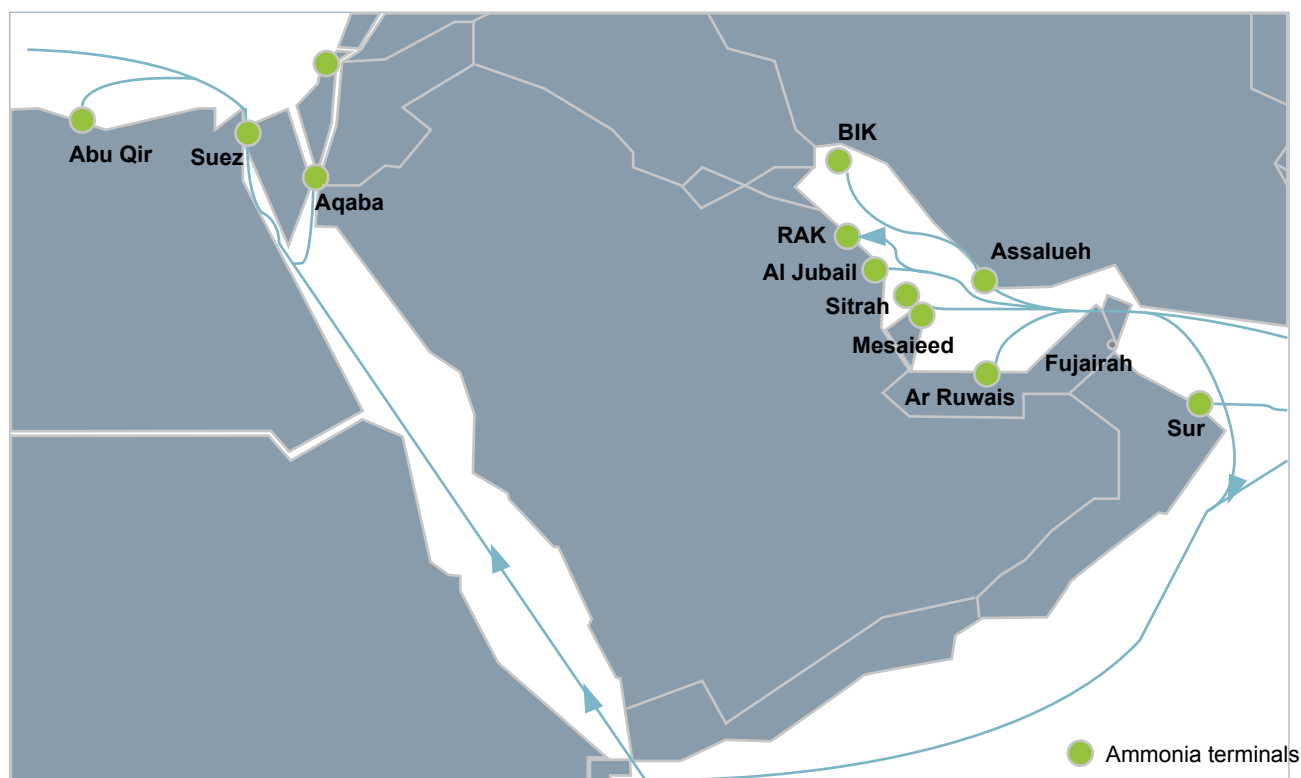 BIK
Abu Qir
Suez
Aqaba
RAK
Assalueh
Al Jubail
Sitrah
Mesaieed
Fujairah
Ar Ruwais
Sur
Ammonia terminals